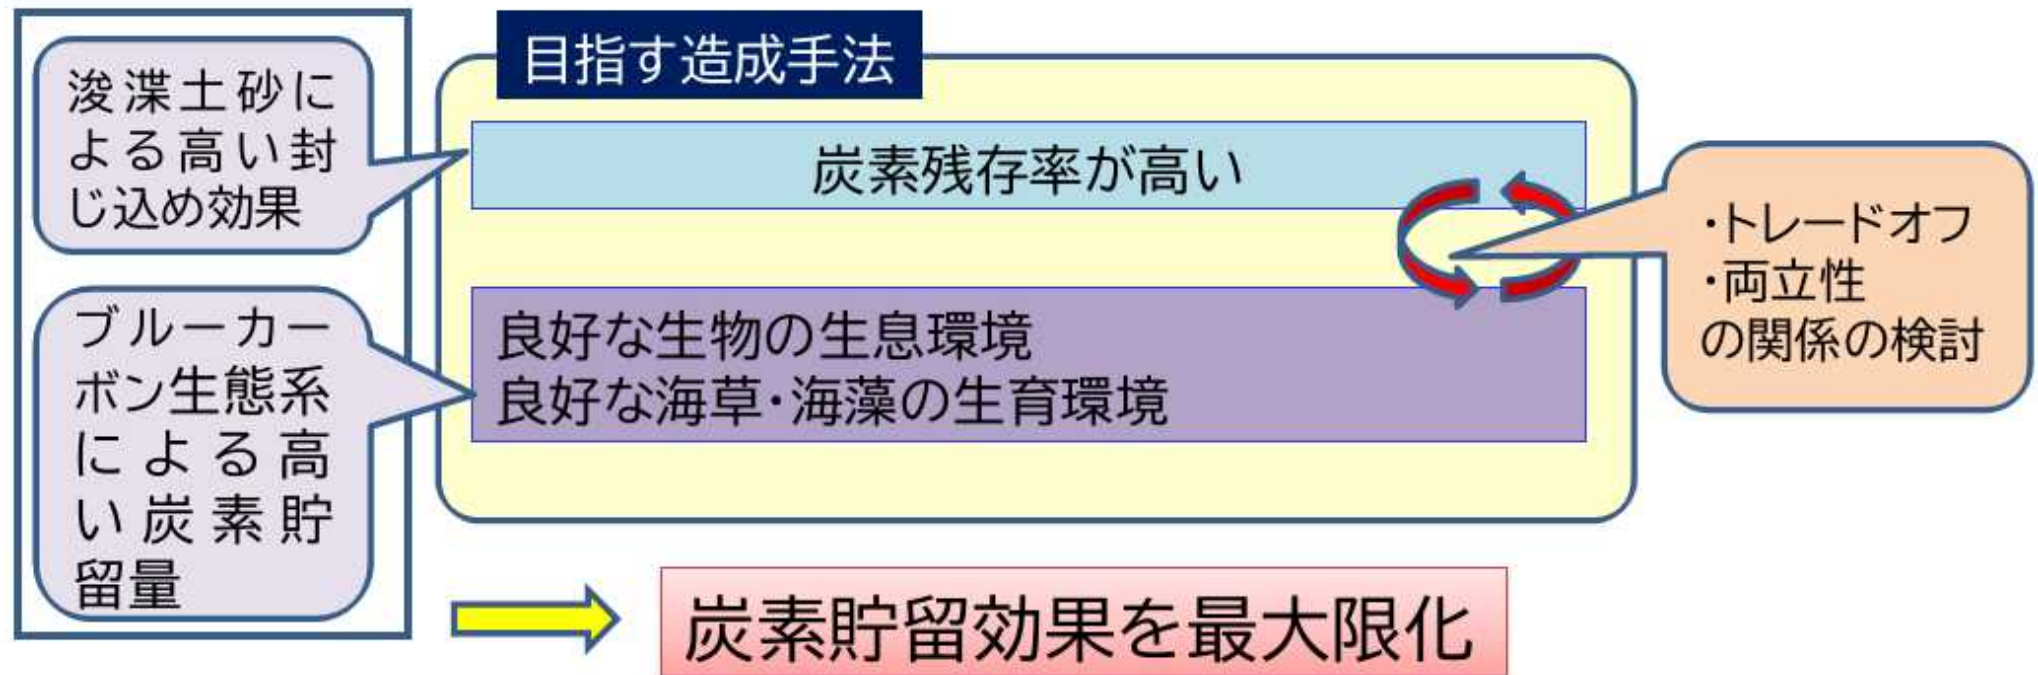 浚渫土砂に
よる高い封
じ込め効果
ブルーカー
ボン生態系
による高
い炭素貯
留量
目指す造成手法
炭素残存率が高い
良好な生物の生息環境
良好な海草・海藻の生育環境
・トレードオフ
・両立性
の関係の検討
炭素貯留効果を最大限化